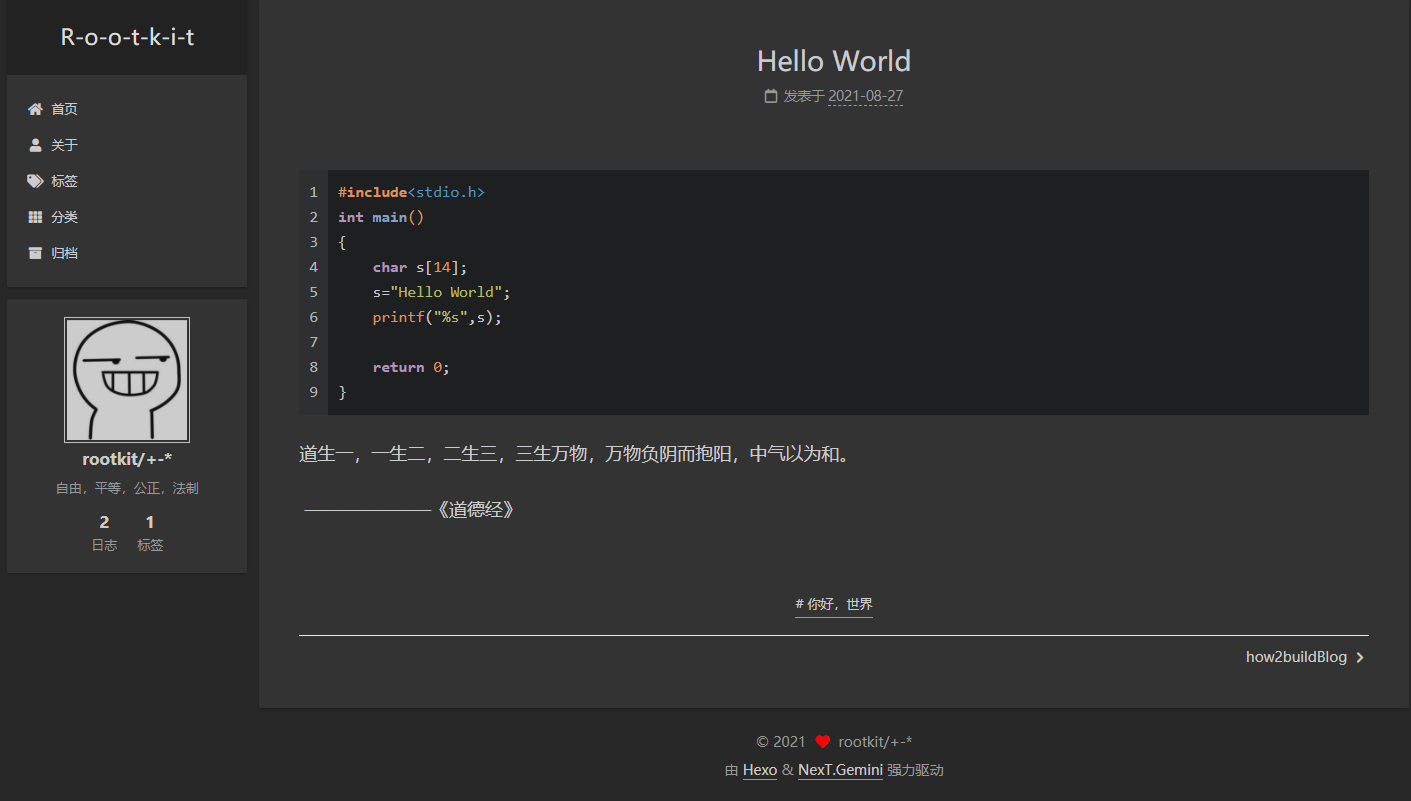 R-o-o-t-k-i-t
首页
关于
标签
分类
归档
rootkit/+-*
自由，平等，公正，法制
2 1
日志 标签
Hello World
发表于 2021-08-27
1 #include<stdio.h>
2 int main()
3 {
4     char s[14];
5     s="Hello World";
6     printf("%s",s);
7
8     return 0;
9 }
道生一，一生二，二生三，三生万物，万物负阴而抱阳，中气以为和。
———————《道德经》
# 你好，世界
how2buildBlog
© 2021 rootkit/+-*
由 Hexo & NexT.Gemini 强力驱动